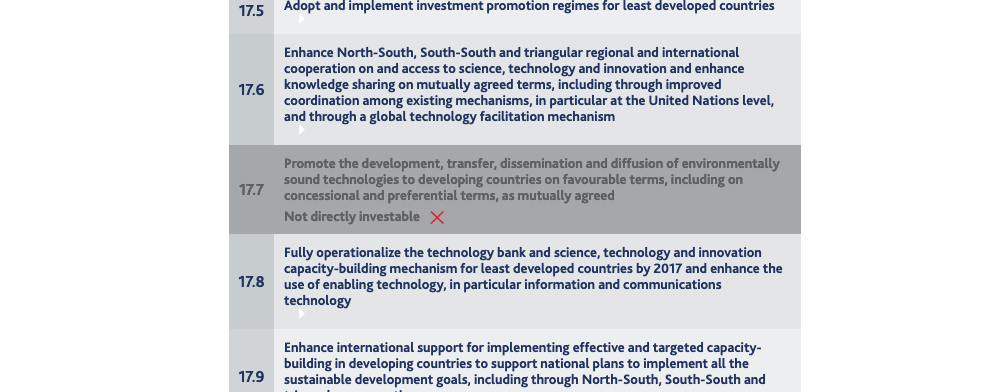 17.5
Adopt and implement investment promotion regimes for least developed countries
17.6
Enhance North-South, South-South and triangular regional and international
cooperation on and access to science, technology and innovation and enhance
knowledge sharing on mutually agreed terms, including through improved
coordination among existing mechanisms, in particular at the United Nations level,
and through a global technology facilitation mechanism
17.7
Promote the development, transfer, dissemination and diffusion of environmentally
sound technologies to developing countries on favourable terms, including on
concessional and preferential terms, as mutually agreed
Not directly investable
17.8
Fully operationalize the technology bank and science, technology and innovation
capacity-building mechanism for least developed countries by 2017 and enhance the
use of enabling technology, in particular information and communications
technology
17.9
Enhance international support for implementing effective and targeted capacity-
building in developing countries to support national plans to implement all the
sustainable development goals, including through North-South, South-South and